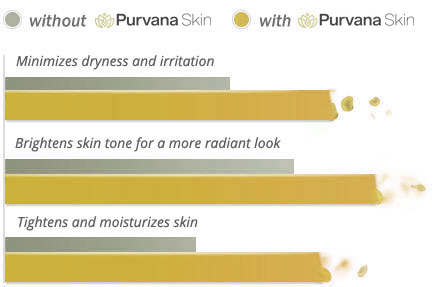 without Purvana Skin with Purvana Skin
Minimizes dryness and irritation
Brightens skin tone for a more radiant look
Tightens and moisturizes skin